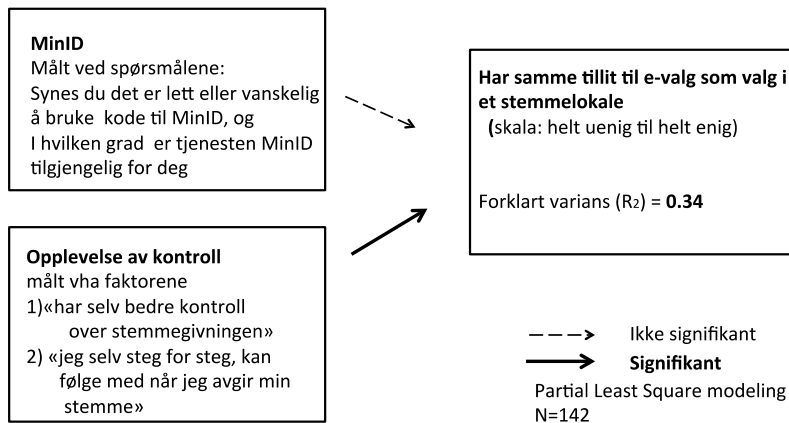 MinID
Målt ved spørsmålene:
Synes du det er lett eller vanskelig
å bruke kode til MinID, og
I hvilken grad er tjenesten MinID
tilgjengelig for deg
Har samme tillit til e-valg som valg i
et stemmelokale
(skala: helt uenig til helt enig)
Forklart varians (R2) = 0.34
Opplevelse av kontroll
målt vha faktorene
1)«har selv bedre kontroll
over stemmegivningen»
2) «jeg selv steg for steg, kan
følge med når jeg avgir min
stemme»
Ikke signifikant
Signifikant
Partial Least Square modeling
N=142